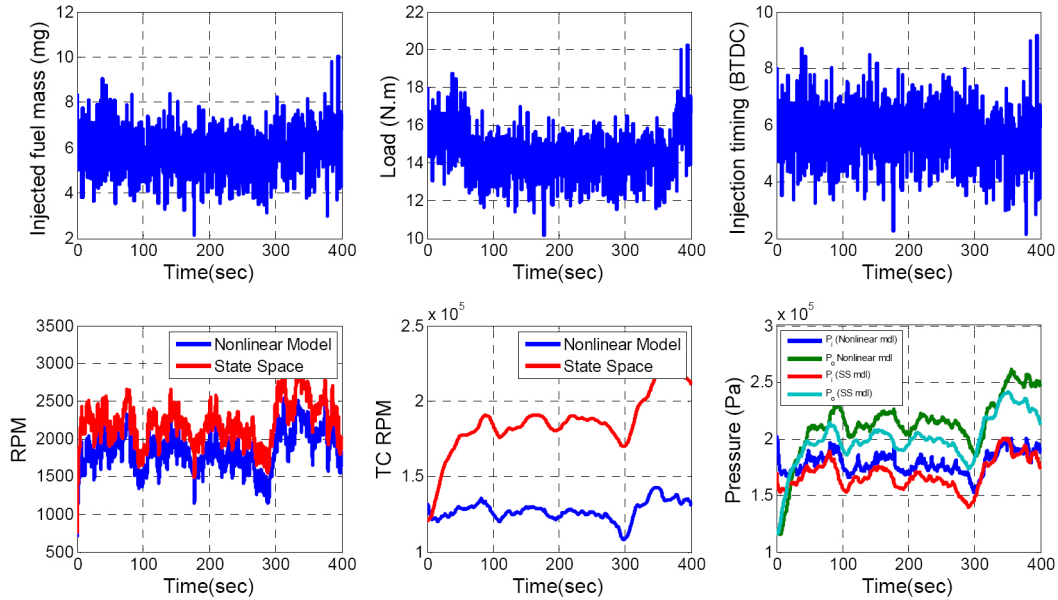 Injected fuel mass (mg)
12
10
8
6
4
2
0 100 200 300 400
Time(sec)
Load (N.m)
22
20
18
16
14
12
10
0 100 200 300 400
Time(sec)
Injection timing (BTDC)
10
8
6
4
2
0 100 200 300 400
Time(sec)
RPM
3500
3000
2500
2000
1500
1000
500
Nonlinear Model
State Space
0 100 200 300 400
Time(sec)
TC RPM
x 10^5
2.5
2
1.5
1
Nonlinear Model
State Space
0 100 200 300 400
Time(sec)
Pressure (Pa)
x 10^5
3
2.5
2
1.5
1
P_i (Nonlinear mdl)
P_o Nonlinear mdl
P_i (SS mdl)
P_o (SS mdl)
0 100 200 300 400
Time(sec)